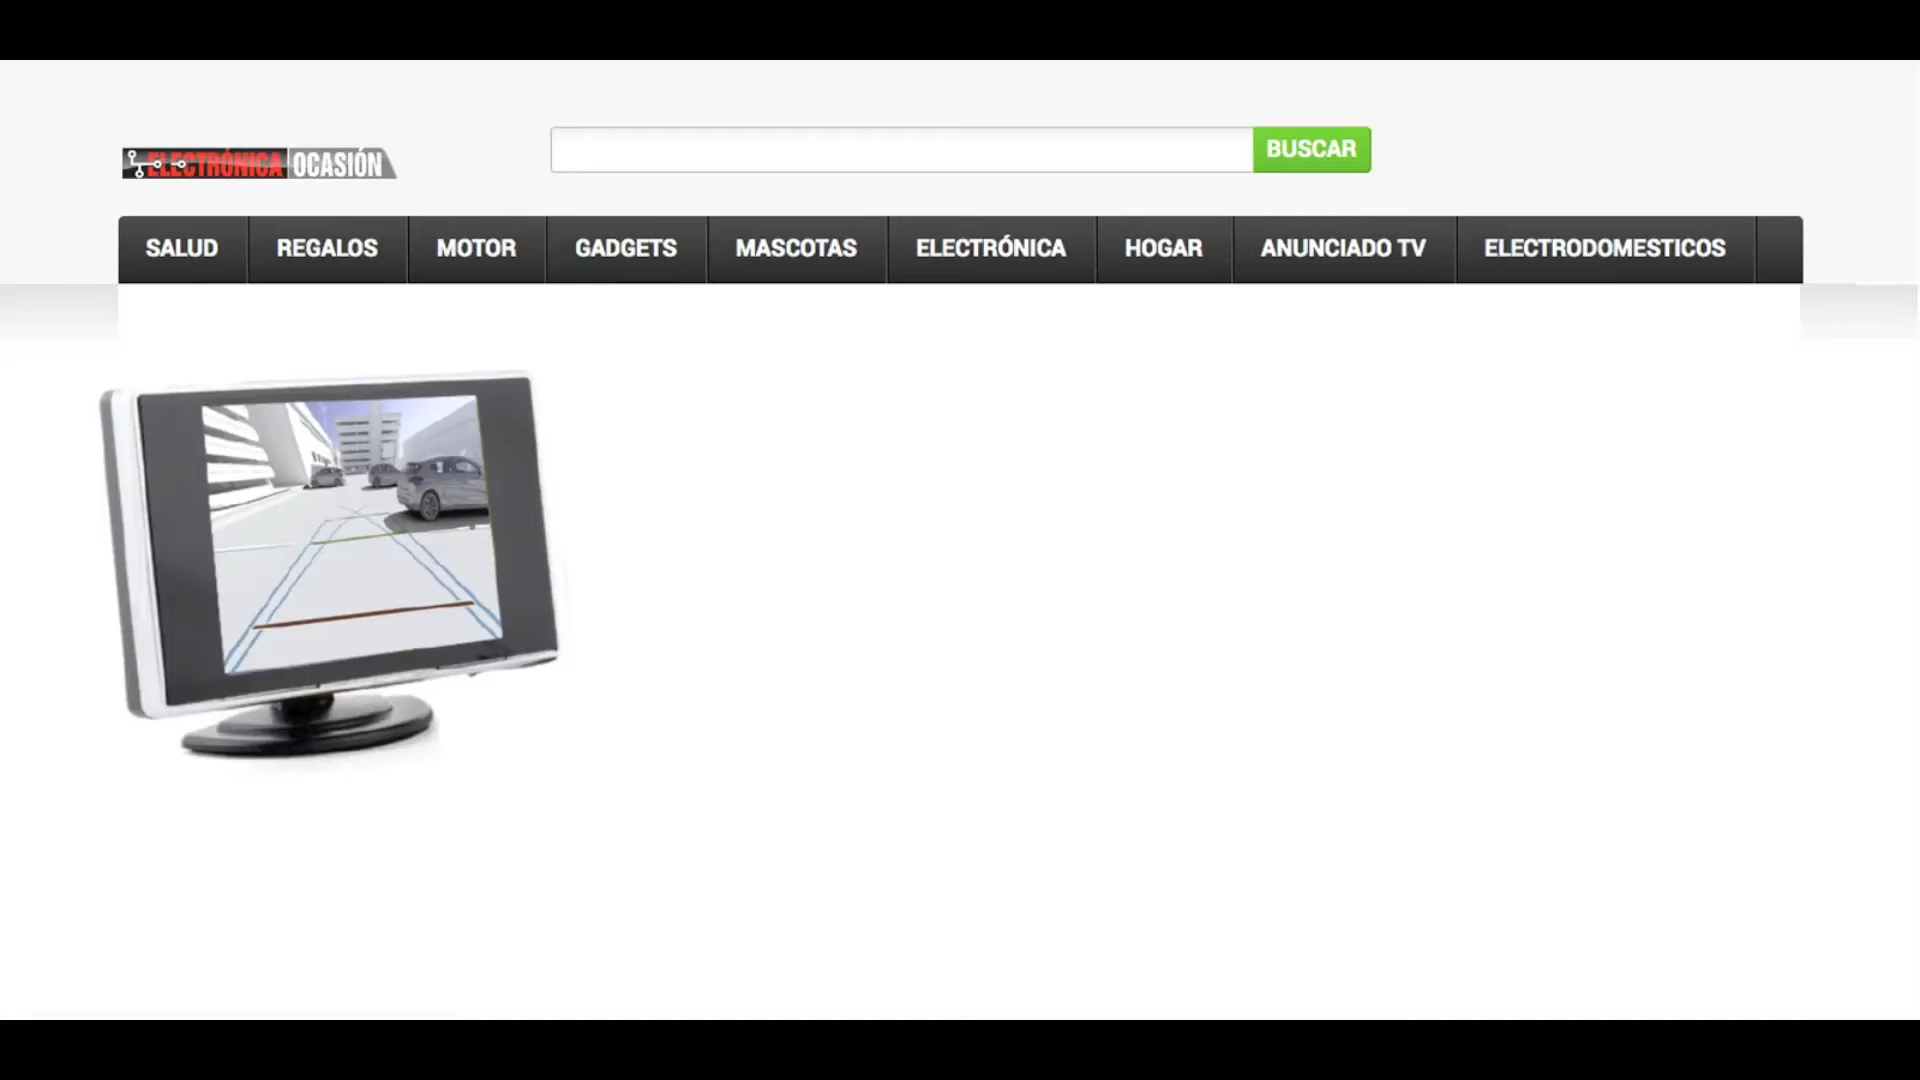 ELECTRÓNICA OCASIÓN
BUSCAR
SALUD REGALOS MOTOR GADGETS MASCOTAS ELECTRÓNICA HOGAR ANUNCIADO TV ELECTRODOMESTICOS